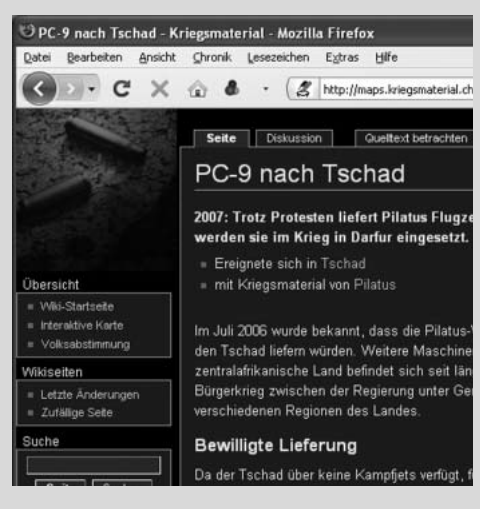 PC-9 nach Tschad - Kriegsmaterial - Mozilla Firefox
Datei Bearbeiten Ansicht Chronik Lesezeichen Extras Hilfe
http://maps.kriegsmaterial.ch
Seite Diskussion Quelltext betrachten
PC-9 nach Tschad
2007: Trotz Protesten liefert Pilatus Flugze
werden sie im Krieg in Darfur eingesetzt.
Ereignete sich in Tschad
mit Kriegsmaterial von Pilatus
Im Juli 2006 wurde bekannt, dass die Pilatus-
den Tschad liefern würden. Weitere Maschine
zentralafrikanische Land befindet sich seit län
Bürgerkrieg zwischen der Regierung unter Ge
verschiedenen Regionen des Landes.
Bewilligte Lieferung
Da der Tschad über keine Kampfjets verfügt, f
Übersicht
Wiki-Startseite
Interaktive Karte
Volksabstimmung
Wikiseiten
Letzte Änderungen
Zufällige Seite
Suche